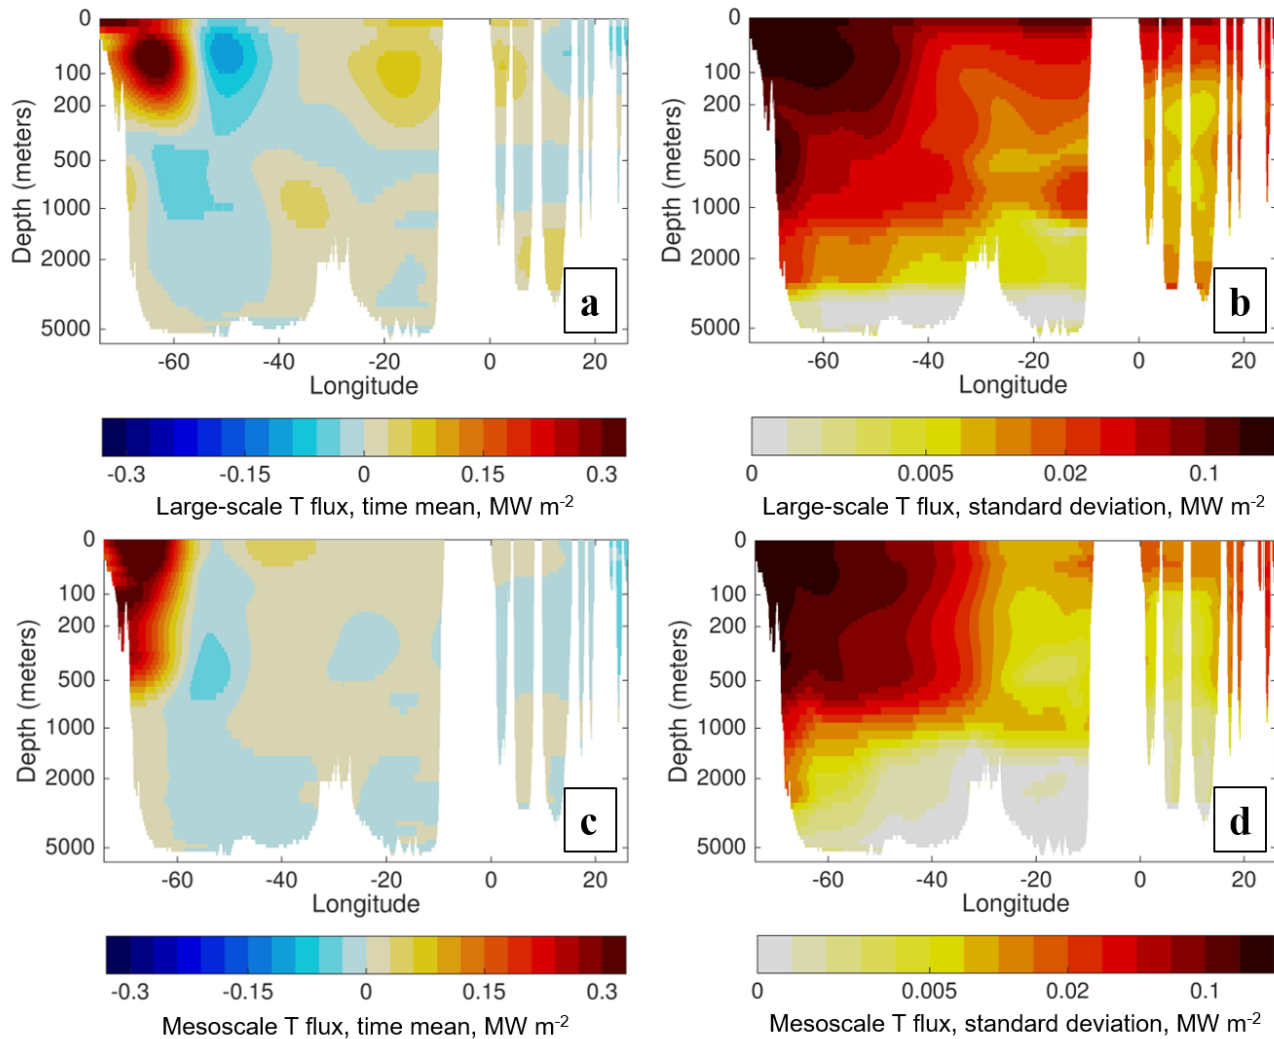 0
100
200
500
1000
2000
5000
Depth (meters)
-60 -40 -20 0 20
Longitude
a
-0.3 -0.15 0 0.15 0.3
Large-scale T flux, time mean, MW m-2
0
100
200
500
1000
2000
5000
Depth (meters)
-60 -40 -20 0 20
Longitude
b
0 0.005 0.02 0.1
Large-scale T flux, standard deviation, MW m-2
0
100
200
500
1000
2000
5000
Depth (meters)
-60 -40 -20 0 20
Longitude
c
-0.3 -0.15 0 0.15 0.3
Mesoscale T flux, time mean, MW m-2
0
100
200
500
1000
2000
5000
Depth (meters)
-60 -40 -20 0 20
Longitude
d
0 0.005 0.02 0.1
Mesoscale T flux, standard deviation, MW m-2